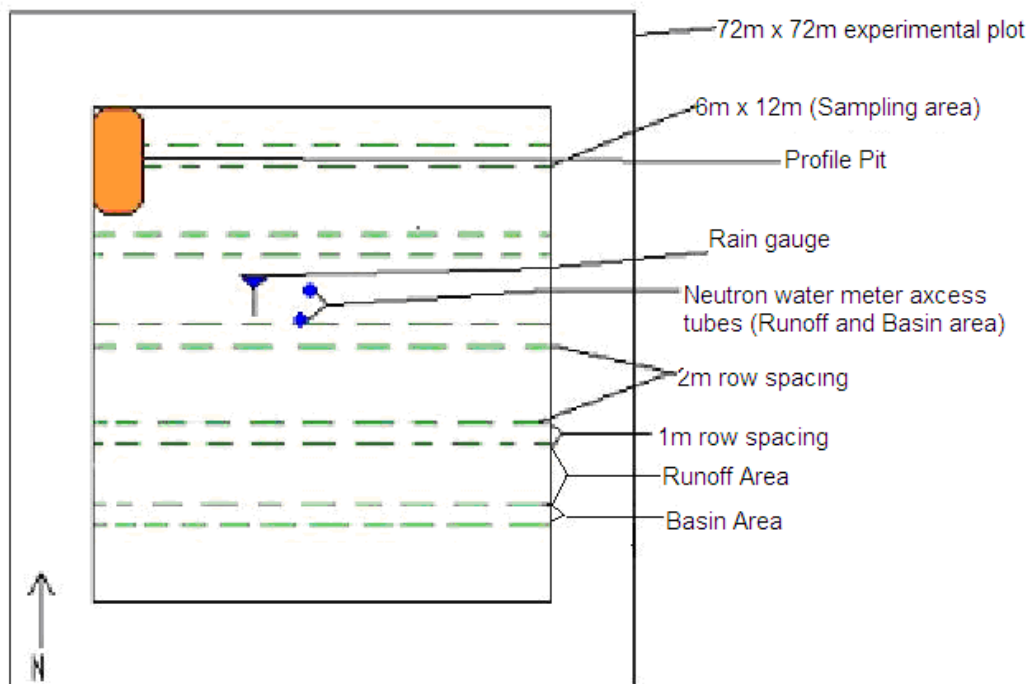 72m x 72m experimental plot
6m x 12m (Sampling area)
Profile Pit
Rain gauge
Neutron water meter axcess
tubes (Runoff and Basin area)
2m row spacing
1m row spacing
Runoff Area
Basin Area
N